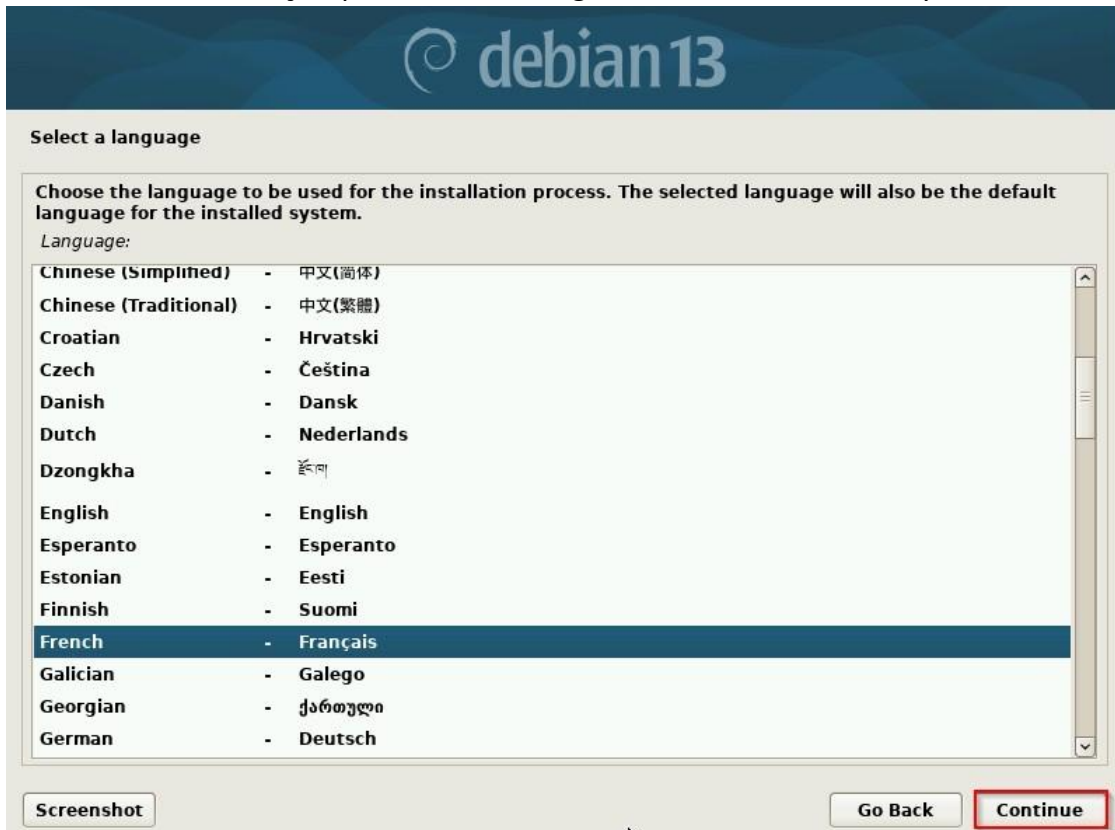 debian 13
Select a language
Choose the language to be used for the installation process. The selected language will also be the default
language for the installed system.
Language:
Chinese (Simplified) - 中文(简体)
Chinese (Traditional) - 中文(繁體)
Croatian - Hrvatski
Czech - Čeština
Danish - Dansk
Dutch - Nederlands
Dzongkha - རྫོང་ཁ།
English - English
Esperanto - Esperanto
Estonian - Eesti
Finnish - Suomi
French - Français
Galician - Galego
Georgian - ქართული
German - Deutsch
Screenshot Go Back Continue